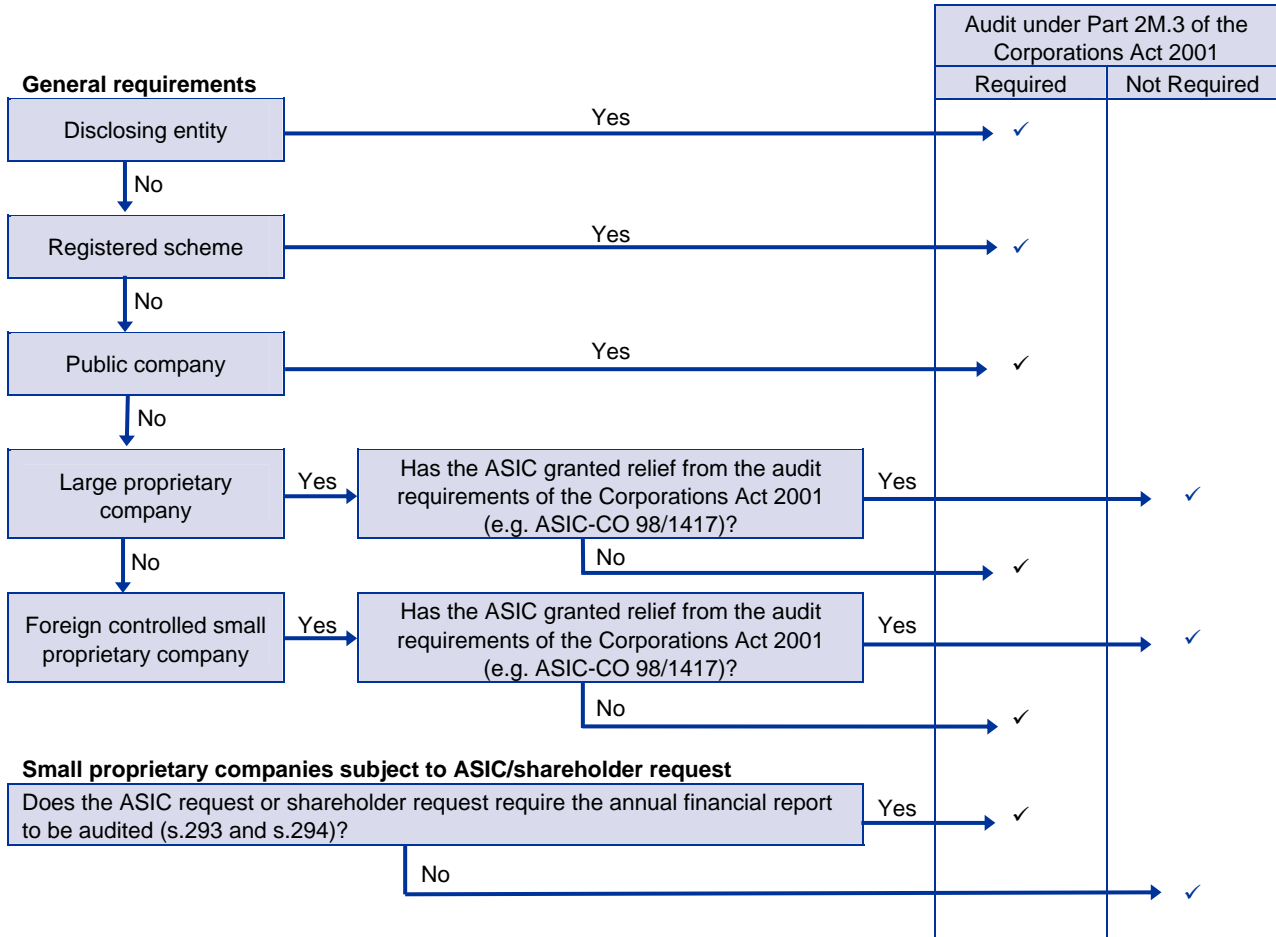 Audit under Part 2M.3 of the
Corporations Act 2001
General requirements
Required
Not Required
Disclosing entity
Yes
✓
No
Registered scheme
Yes
✓
No
Public company
Yes
✓
No
Large proprietary
company
Yes
Has the ASIC granted relief from the audit
requirements of the Corporations Act 2001
(e.g. ASIC-CO 98/1417)?
Yes
✓
No
✓
No
Foreign controlled small
proprietary company
Yes
Has the ASIC granted relief from the audit
requirements of the Corporations Act 2001
(e.g. ASIC-CO 98/1417)?
Yes
✓
No
✓
Small proprietary companies subject to ASIC/shareholder request
Does the ASIC request or shareholder request require the annual financial report
to be audited (s.293 and s.294)?
Yes
✓
No
✓